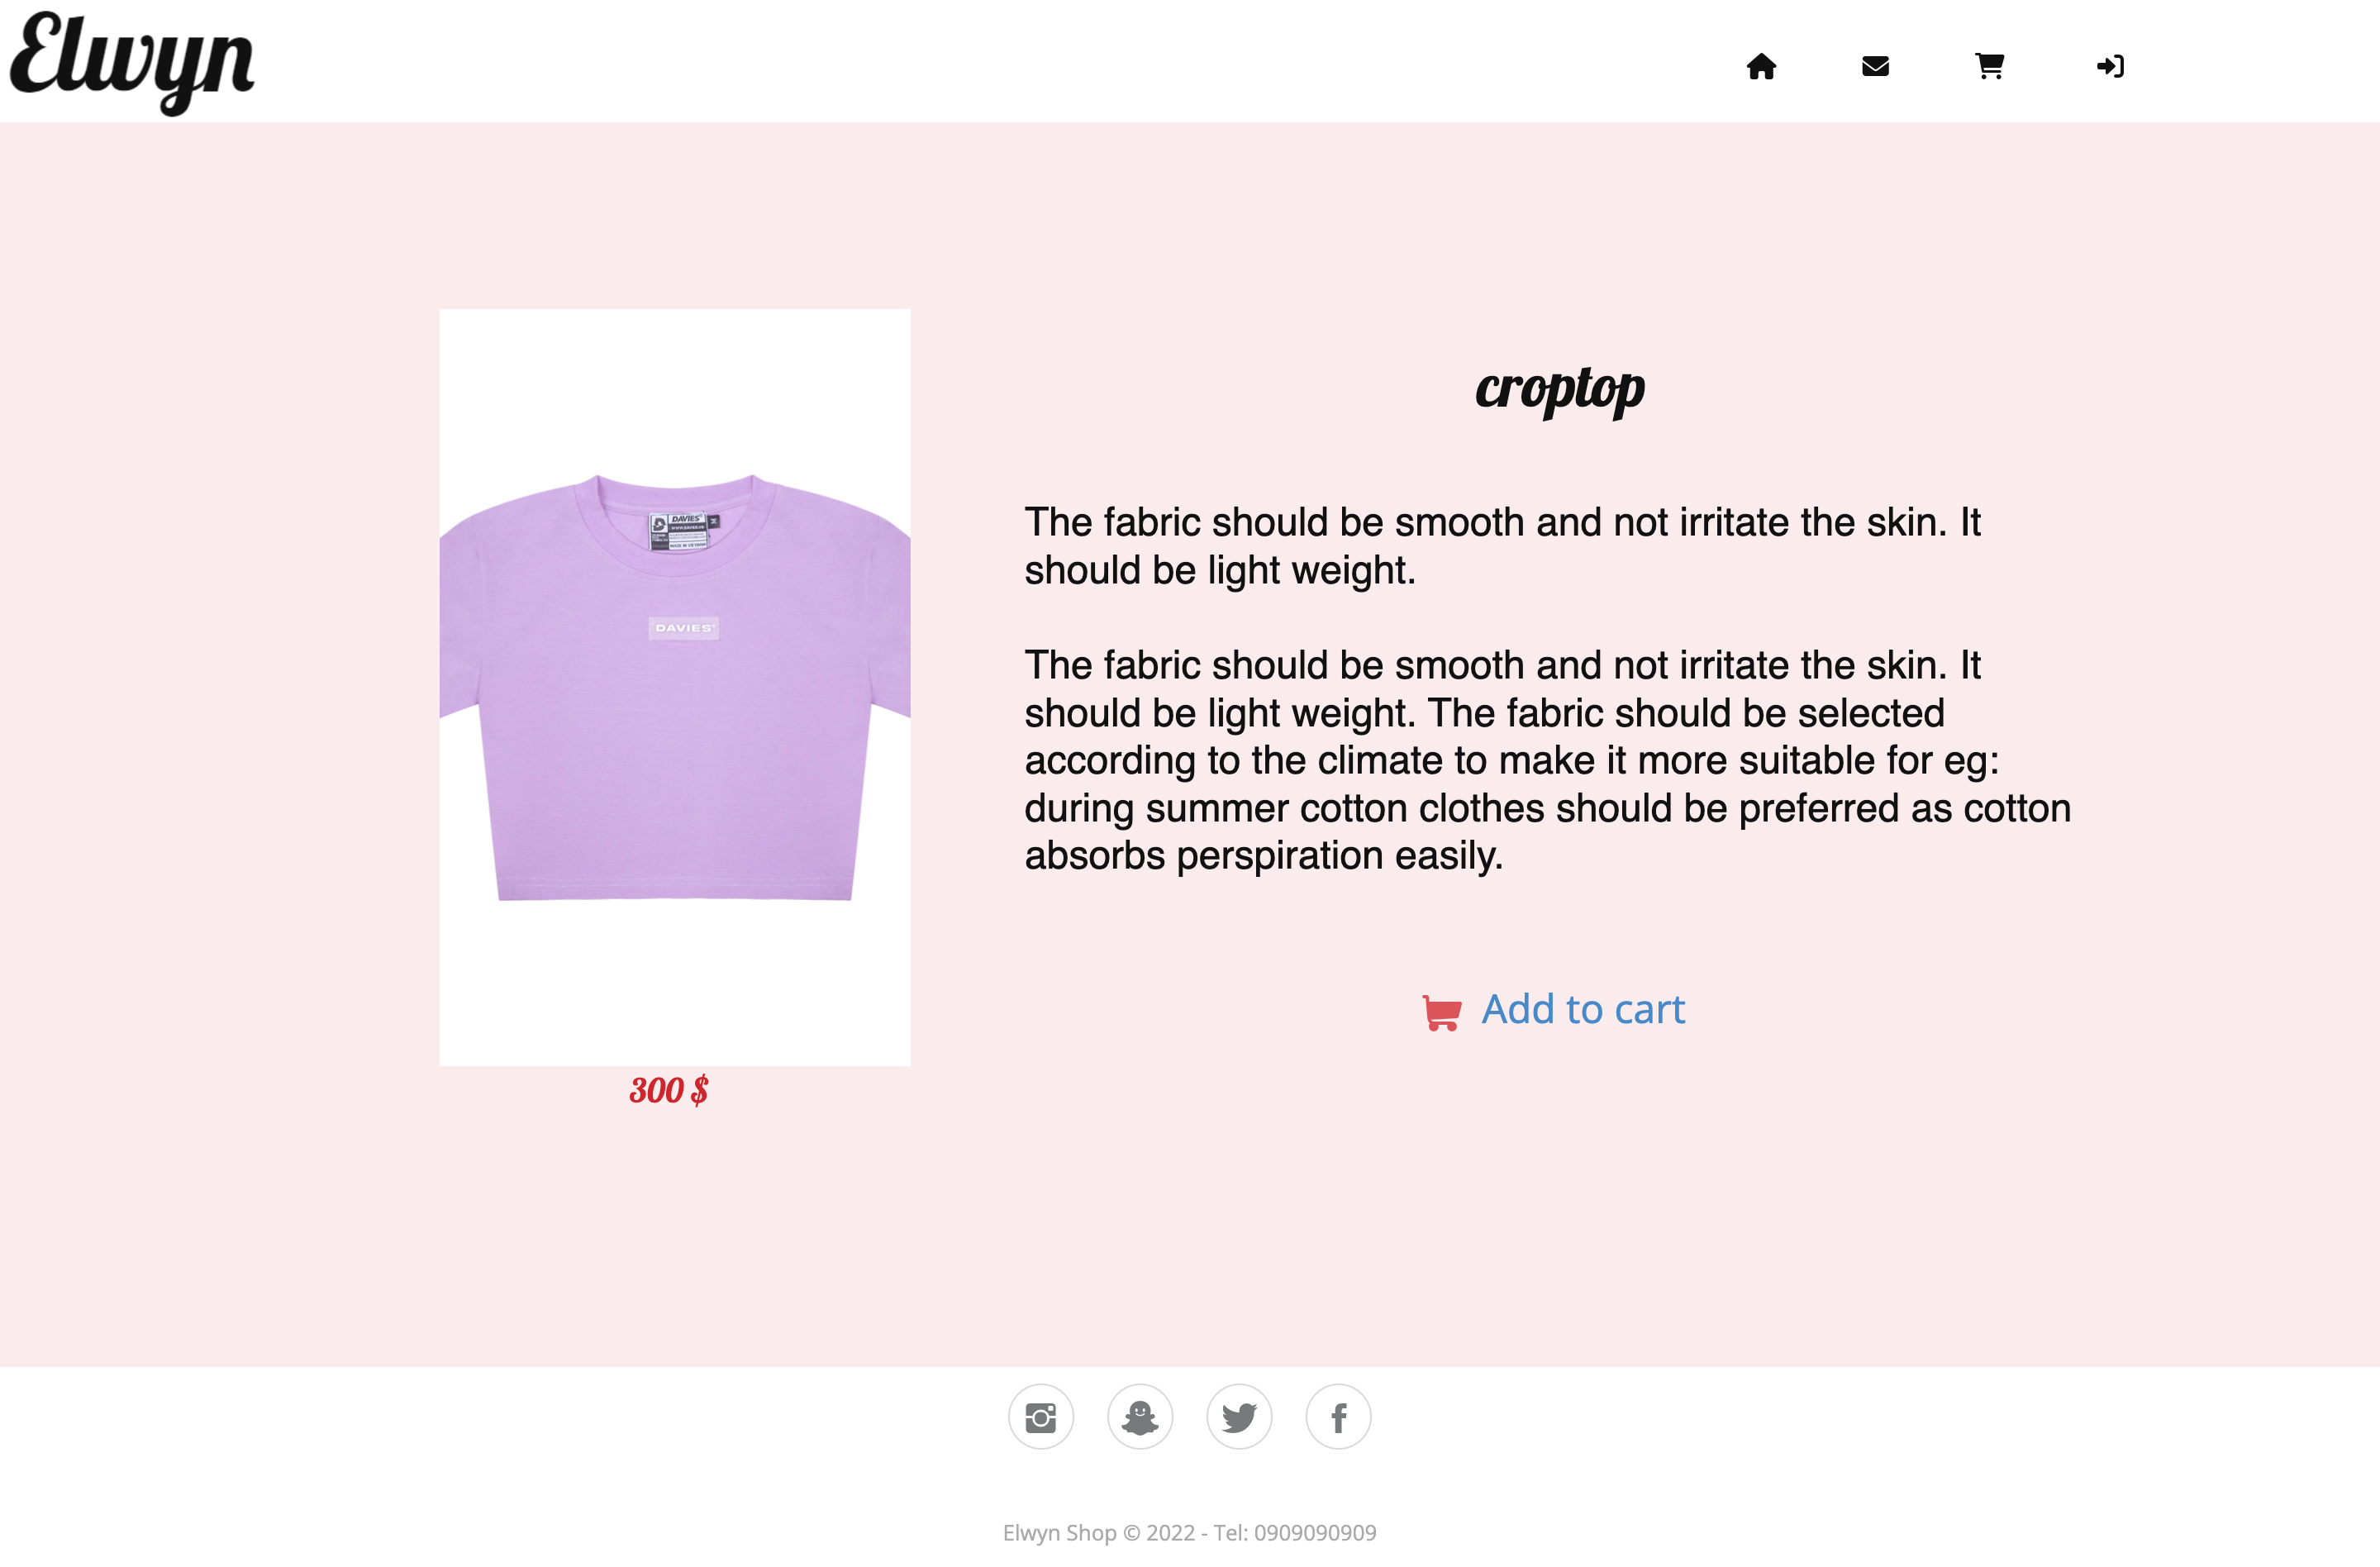 Elwyn
croptop
The fabric should be smooth and not irritate the skin. It
should be light weight.
The fabric should be smooth and not irritate the skin. It
should be light weight. The fabric should be selected
according to the climate to make it more suitable for eg:
during summer cotton clothes should be preferred as cotton
absorbs perspiration easily.
DAVIES
M
DAVIES
Add to cart
300 $
Elwyn Shop © 2022 - Tel: 0909090909